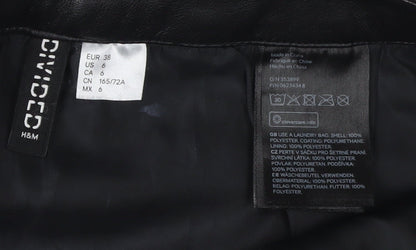 DIVIDED
H&M
EUR 38
US 6
CA 6
CN 165/72A
MX 6
Made in China
Fabriqué en Chine
Hecho en China
30
GB USE A LAUNDRY BAG. SHELL: 100%
POLYESTER. COATING: POLYURETHANE.
LINING: 100% POLYESTER
CZ PERTE V SÁČKU PRO ŠETRNÉ PRANÍ.
SVRCHNÍ LÁTKA: 100% POLYESTER.
POVLAK: POLYURETAN. PODŠÍVKA:
100% POLYESTER
DE WÄSCHEBEUTEL VERWENDEN.
OBERMATERIAL: 100% POLYESTER.
BELAG: POLYURETHAN. FUTTER:
100% POLYESTER